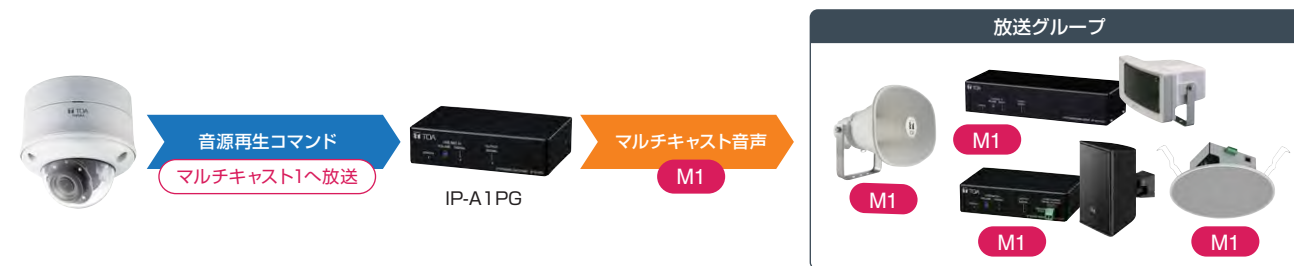 放送グループ
TOA
音源再生コマンド
マルチキャスト1へ放送
TOA
IP-A1PG
マルチキャスト音声
M1
M1
M1
M1
M1